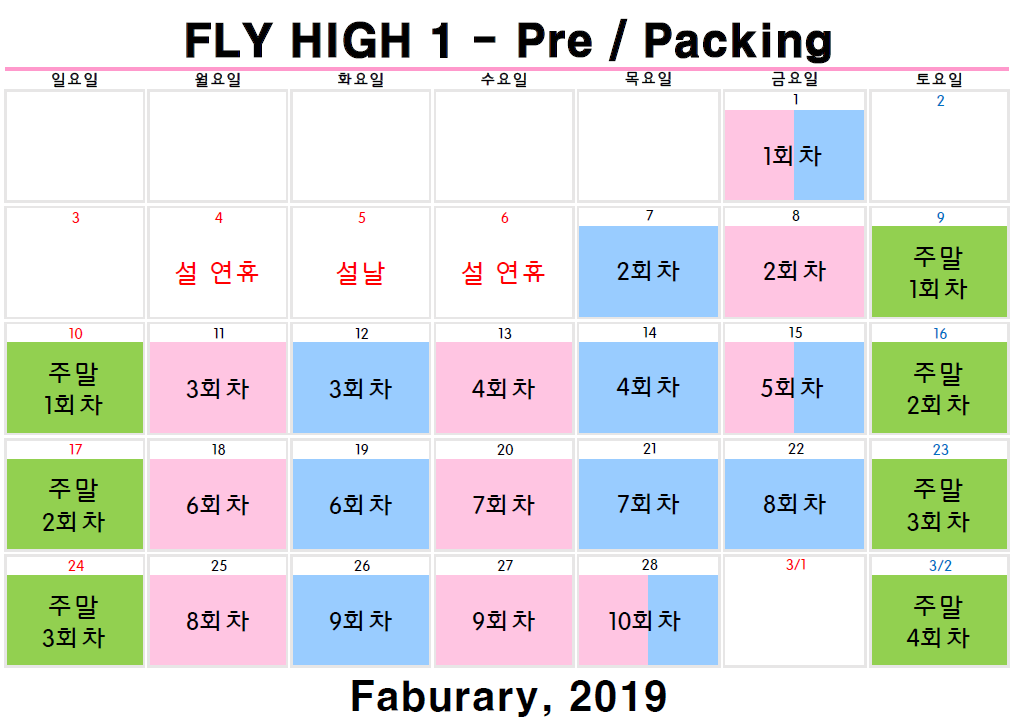 FLY HIGH 1 - Pre / Packing
일요일 월요일 화요일 수요일 목요일 금요일 토요일
1 2
1회차
3 4 5 6 7 8 9
설 연휴 설날 설 연휴 2회차 2회차 주말 1회차
10 11 12 13 14 15 16
주말 1회차 3회차 3회차 4회차 4회차 5회차 주말 2회차
17 18 19 20 21 22 23
주말 2회차 6회차 6회차 7회차 7회차 8회차 주말 3회차
24 25 26 27 28 3/1 3/2
주말 3회차 8회차 9회차 9회차 10회차 주말 4회차
Faburary, 2019